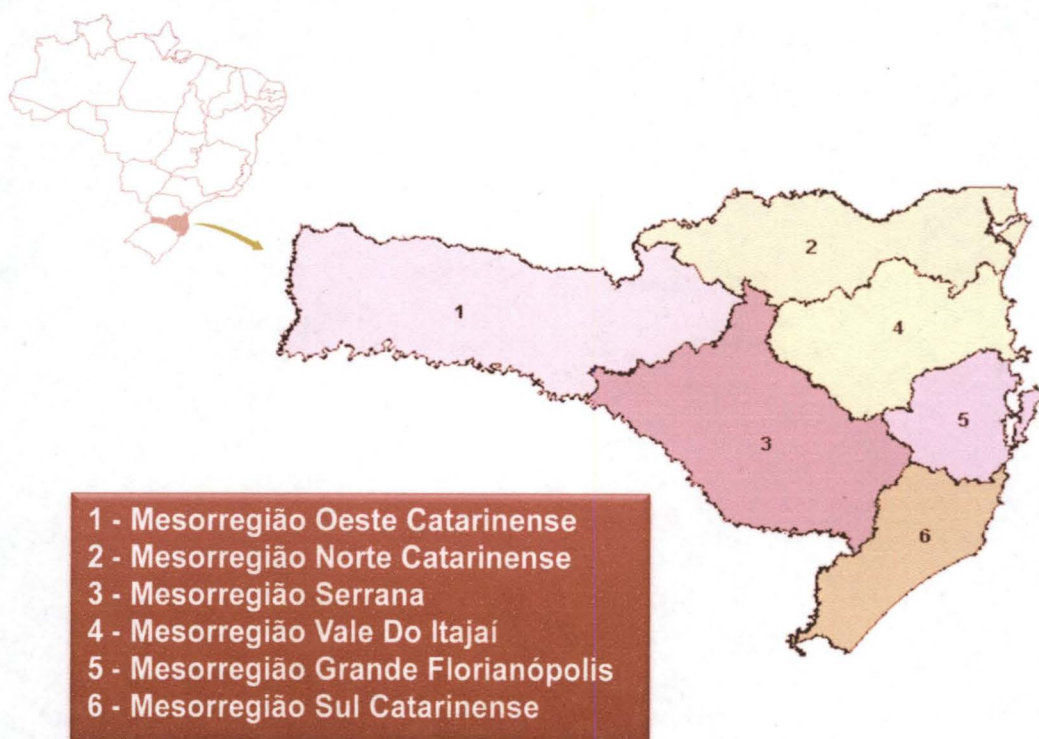 2
1
4
5
3
6
1 - Mesorregião Oeste Catarinense
2 - Mesorregião Norte Catarinense
3 - Mesorregião Serrana
4 - Mesorregião Vale Do Itajaí
5 - Mesorregião Grande Florianópolis
6 - Mesorregião Sul Catarinense